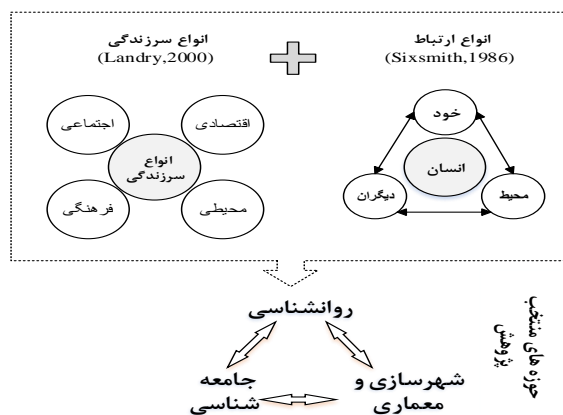 انواع ارتباط
(Sixsmith,1986)
انواع سرزندگی
(Landry,2000)
خود
انسان
محیط
دیگران
اقتصادی
اجتماعی
انواع
سرزندگی
محیطی
فرهنگی
حوزه های منتخب
پژوهش
روانشناسی
شهرسازی و
معماری
جامعه
شناسی